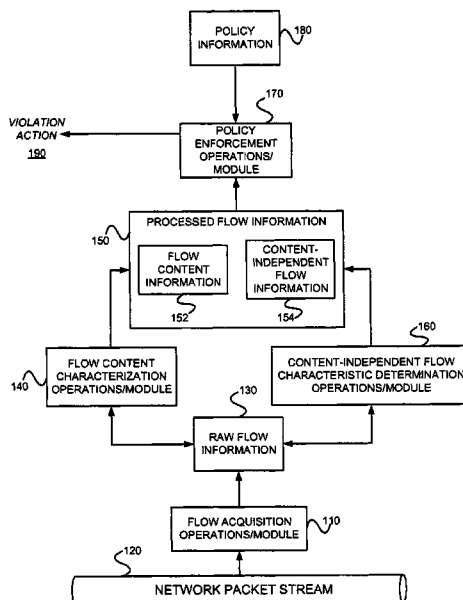 POLICY
INFORMATION
180
170
VIOLATION
ACTION
190
POLICY
ENFORCEMENT
OPERATIONS/
MODULE
150
PROCESSED FLOW INFORMATION
FLOW
CONTENT
INFORMATION
152
CONTENT-
INDEPENDENT
FLOW
INFORMATION
154
160
140
FLOW CONTENT
CHARACTERIZATION
OPERATIONS/MODULE
CONTENT-INDEPENDENT FLOW
CHARACTERISTIC DETERMINATION
OPERATIONS/MODULE
130
RAW FLOW
INFORMATION
FLOW ACQUISITION
OPERATIONS/MODULE
110
120
NETWORK PACKET STREAM